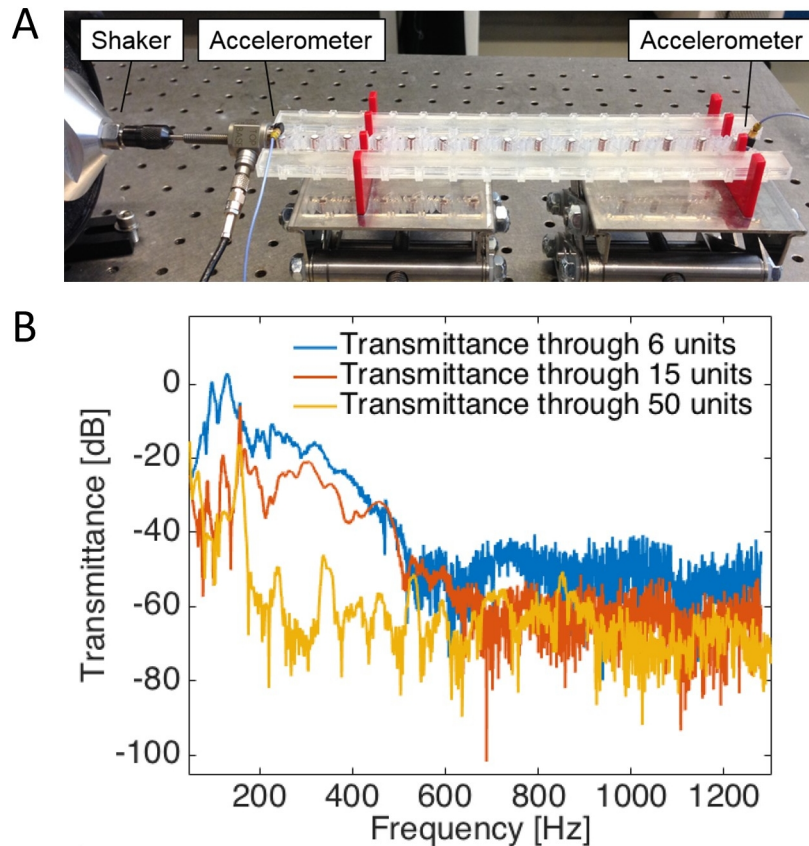 A
Shaker
Accelerometer
Accelerometer
B
Transmittance through 6 units
Transmittance through 15 units
Transmittance through 50 units
Transmittance [dB]
0
-20
-40
-60
-80
-100
200 400 600 800 1000 1200
Frequency [Hz]